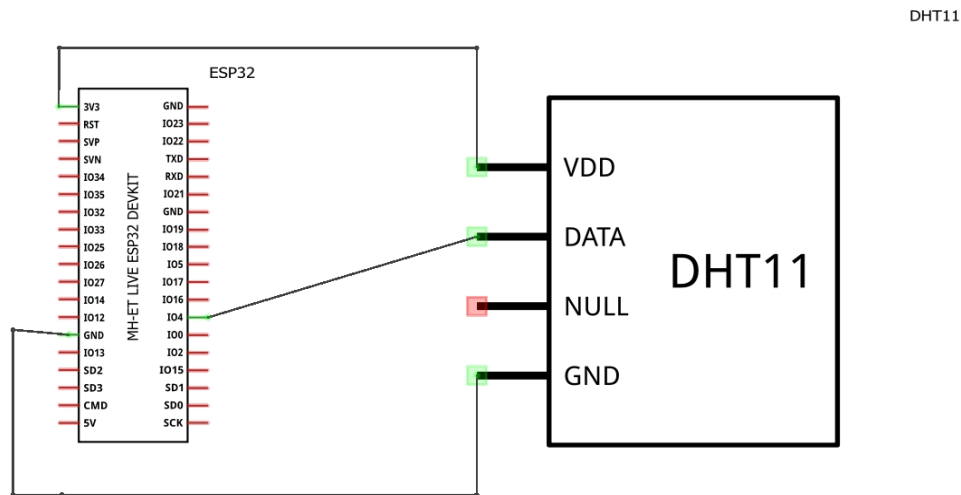 DHT11
ESP32
3V3
RST
SVP
SVN
IO34
IO35
IO32
IO33
IO25
IO26
IO27
IO14
IO12
GND
IO13
SD2
SD3
CMD
5V
MH-ET LIVE ESP32 DEVKIT
GND
IO23
IO22
TXD
RXD
IO21
GND
IO19
IO18
IO5
IO17
IO16
IO4
IO0
IO2
IO15
SD1
SD0
SCK
VDD
DATA
NULL
GND
DHT11